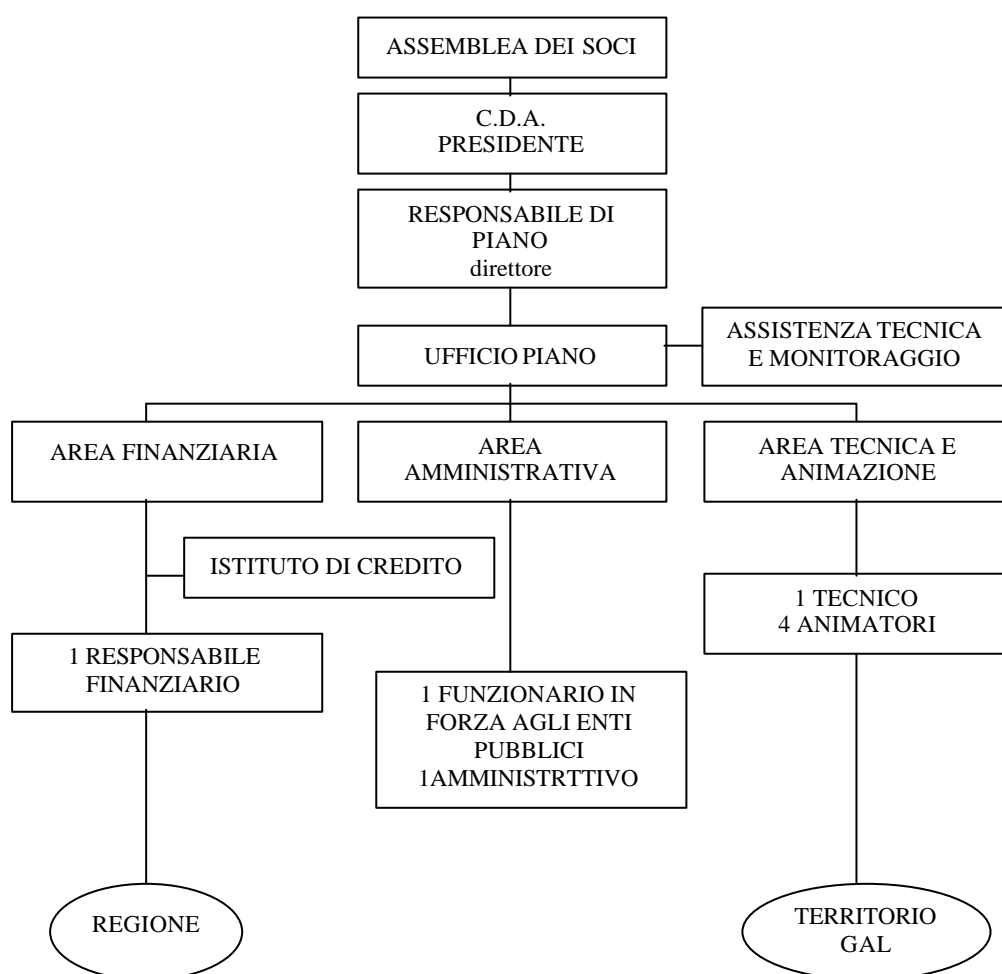 ASSEMBLEA DEI SOCI
C.D.A.
PRESIDENTE
RESPONSABILE DI
PIANO
direttore
UFFICIO PIANO
ASSISTENZA TECNICA
E MONITORAGGIO
AREA FINANZIARIA
AREA
AMMINISTRATIVA
AREA TECNICA E
ANIMAZIONE
ISTITUTO DI CREDITO
1 TECNICO
4 ANIMATORI
1 RESPONSABILE
FINANZIARIO
1 FUNZIONARIO IN
FORZA AGLI ENTI
PUBBLICI
1AMMINISTRTTIVO
REGIONE
TERRITORIO
GAL